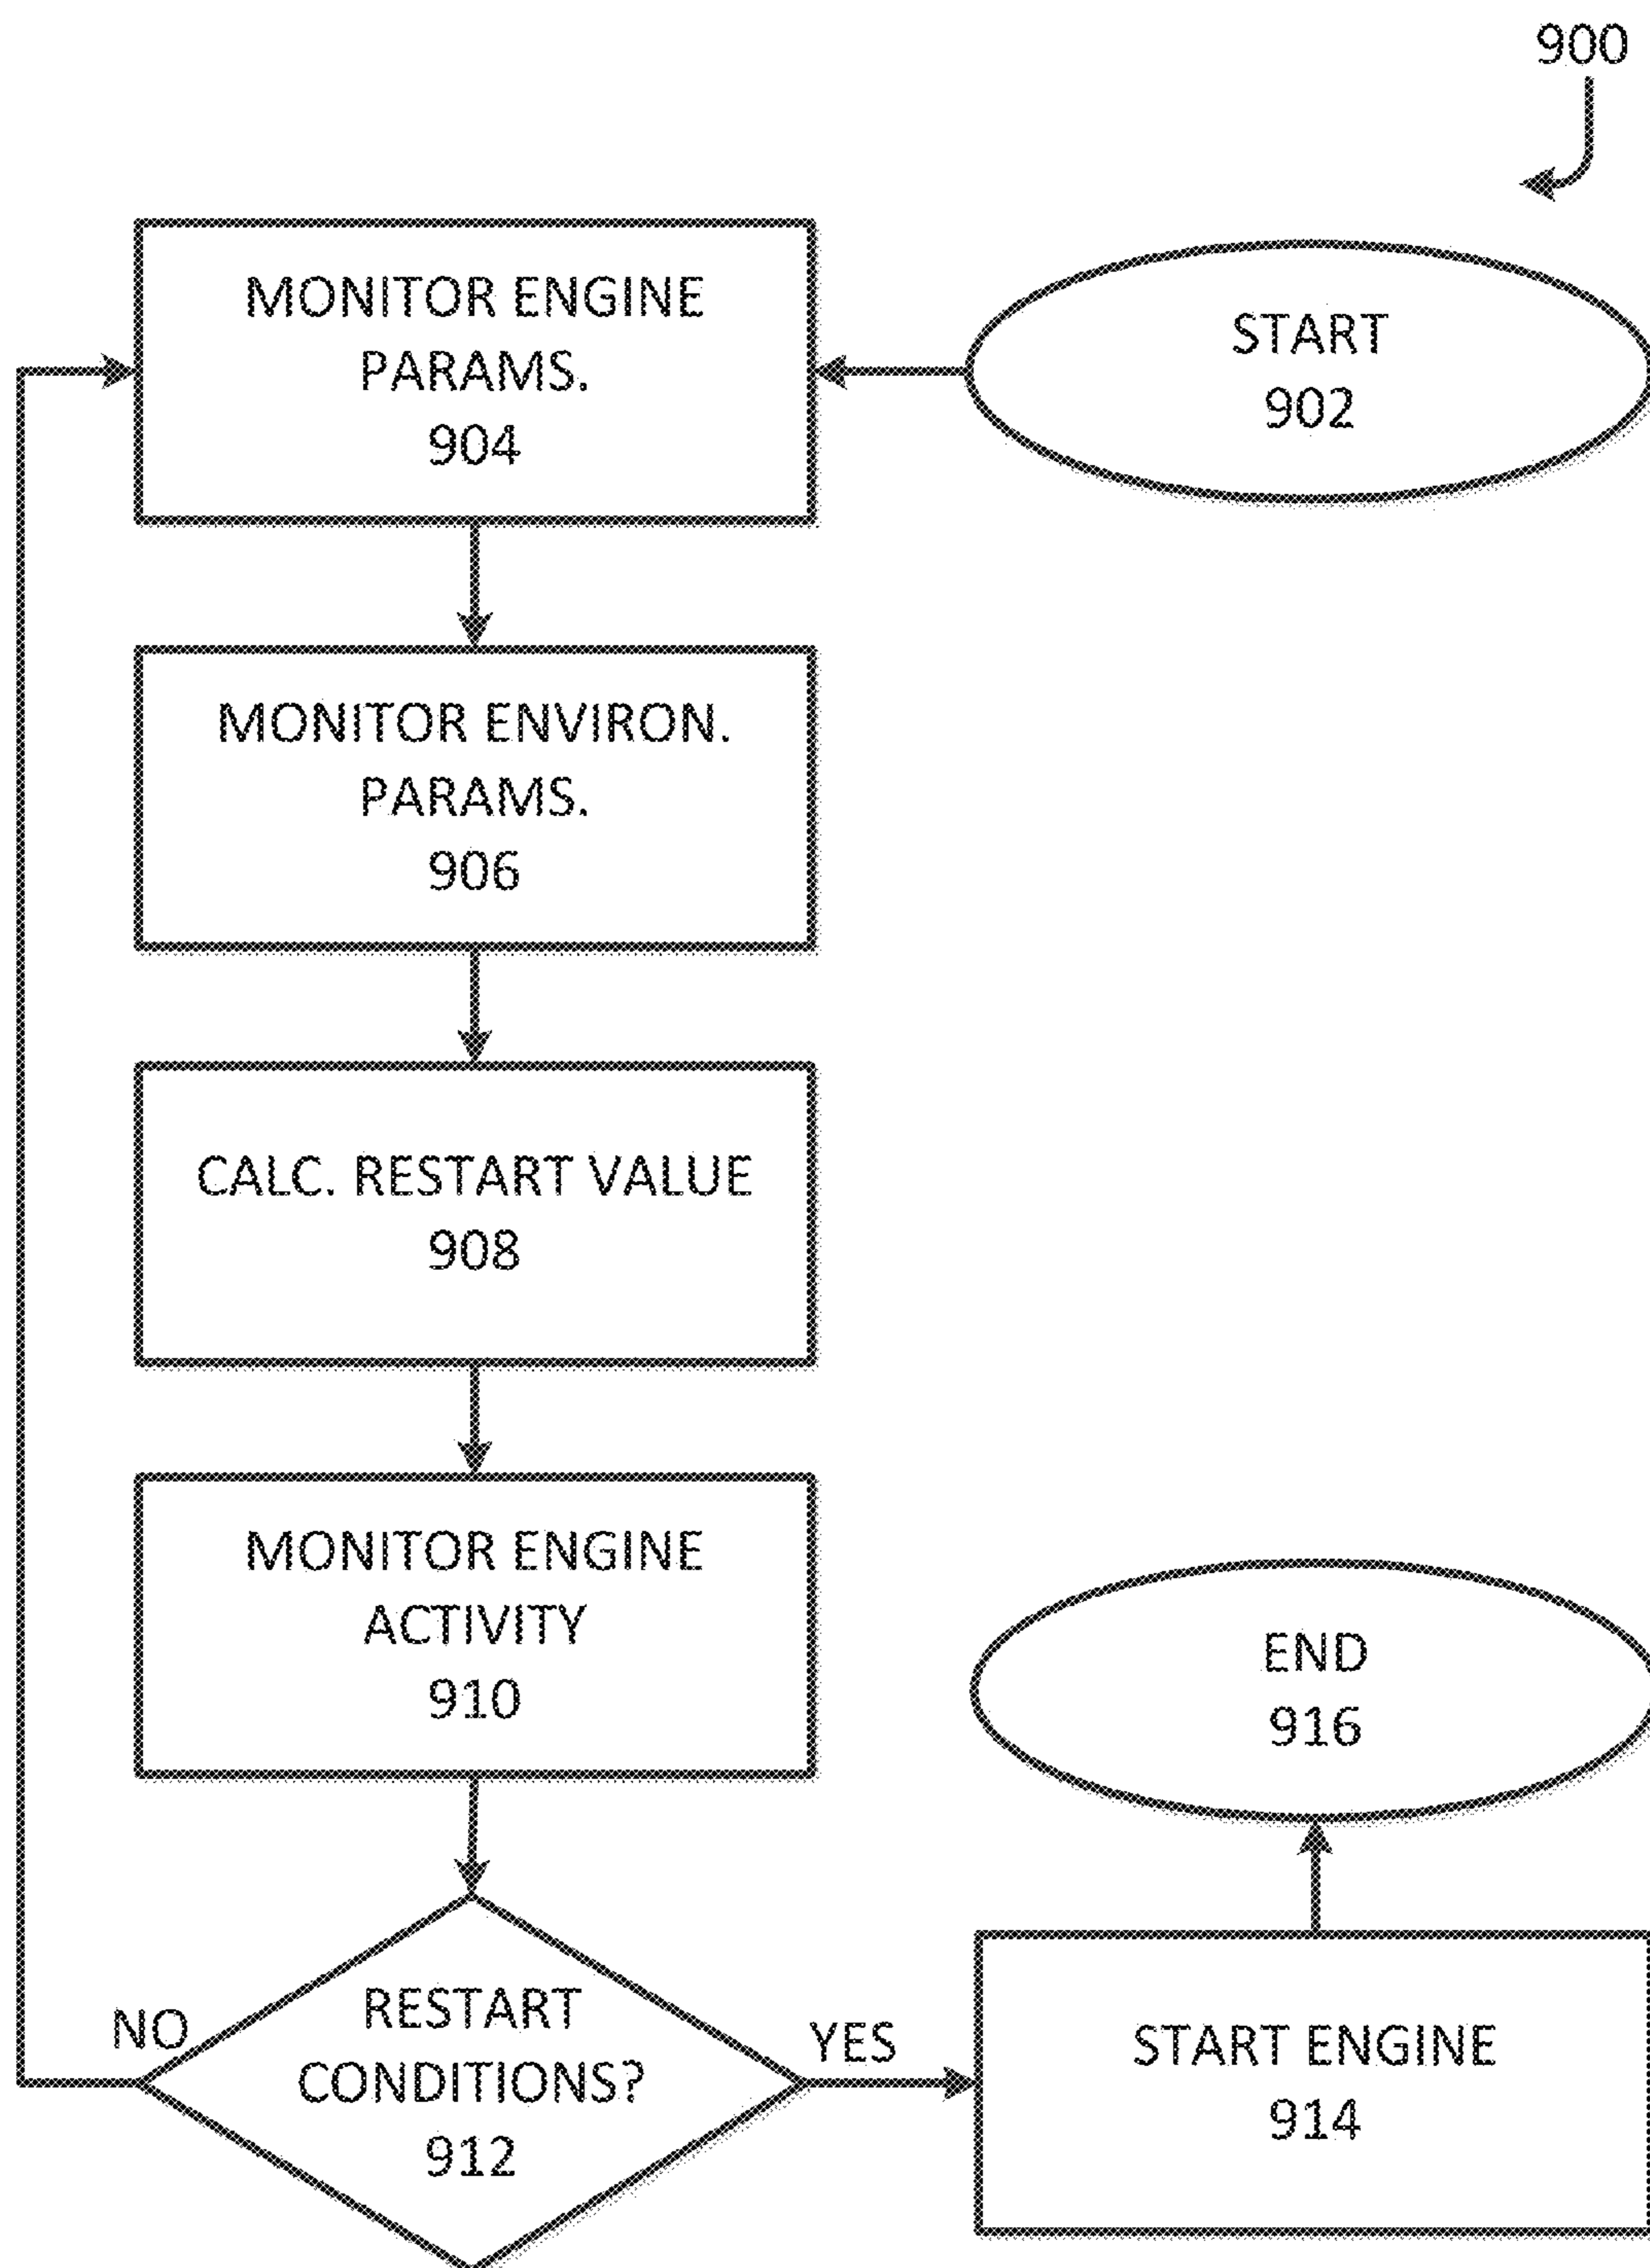 900
START
902
MONITOR ENGINE
PARAMS.
904
MONITOR ENVIRON.
PARAMS.
906
CALC. RESTART VALUE
908
MONITOR ENGINE
ACTIVITY
910
RESTART
CONDITIONS?
912
NO
YES
START ENGINE
914
END
916